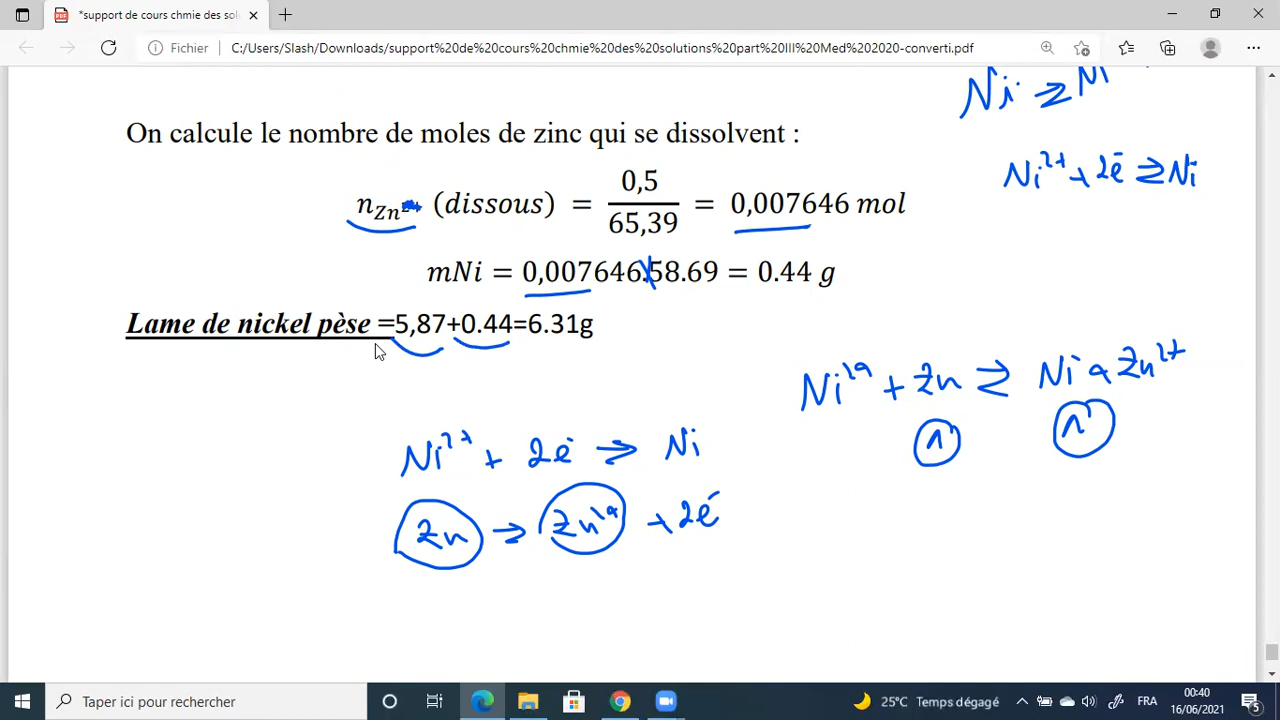 *support de cours chmie des sol
Fichier
C:/Users/Slash/Downloads/support%20de%20cours%20chmie%20des%20solutions%20part%20III%20Med%202020-converti.pdf
Ni ⇄ Ni
On calcule le nombre de moles de zinc qui se dissolvent :
Ni²⁺ + 2é ⇄ Ni
nZn (dissous) = 0,5/65,39 = 0,007646 mol
mNi = 0,007646.58.69 = 0.44 g
Lame de nickel pèse =5,87+0.44=6.31g
Ni²⁺ + Zn ⇄ Ni + Zn²⁺
Ni²⁺ + 2é ⇒ Ni
Zn → Zn²⁺ + 2é
Taper ici pour rechercher
25°C Temps dégagé
FRA
00:40
16/06/2021
5